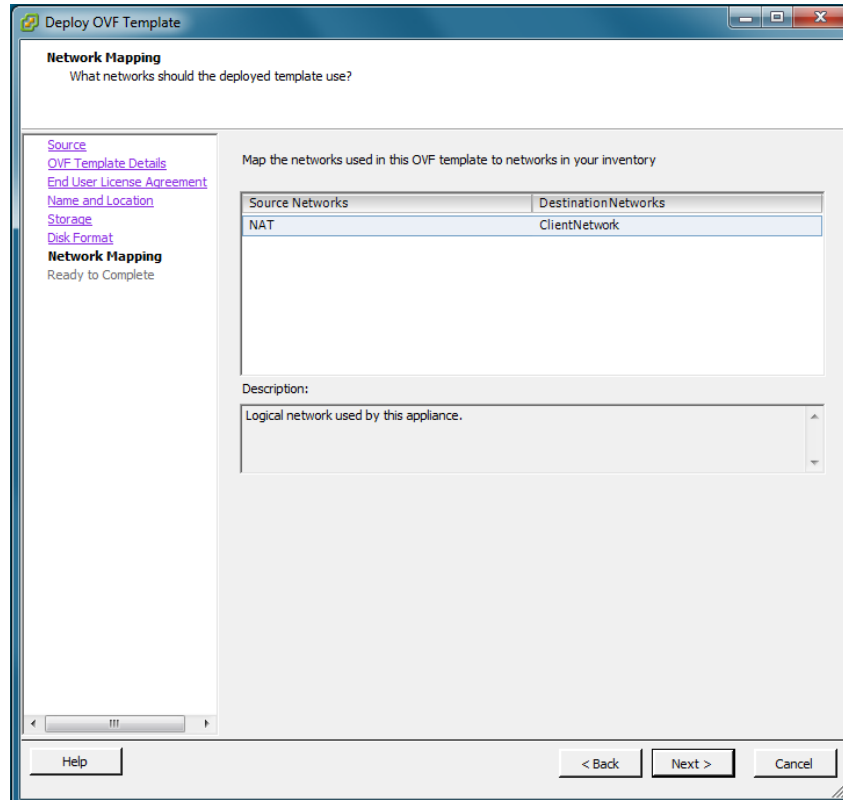 Deploy OVF Template
Network Mapping
What networks should the deployed template use?
Source
OVF Template Details
End User License Agreement
Name and Location
Storage
Disk Format
Network Mapping
Ready to Complete
Map the networks used in this OVF template to networks in your inventory
Source Networks DestinationNetworks
NAT ClientNetwork
Description:
Logical network used by this appliance.
Help < Back Next > Cancel